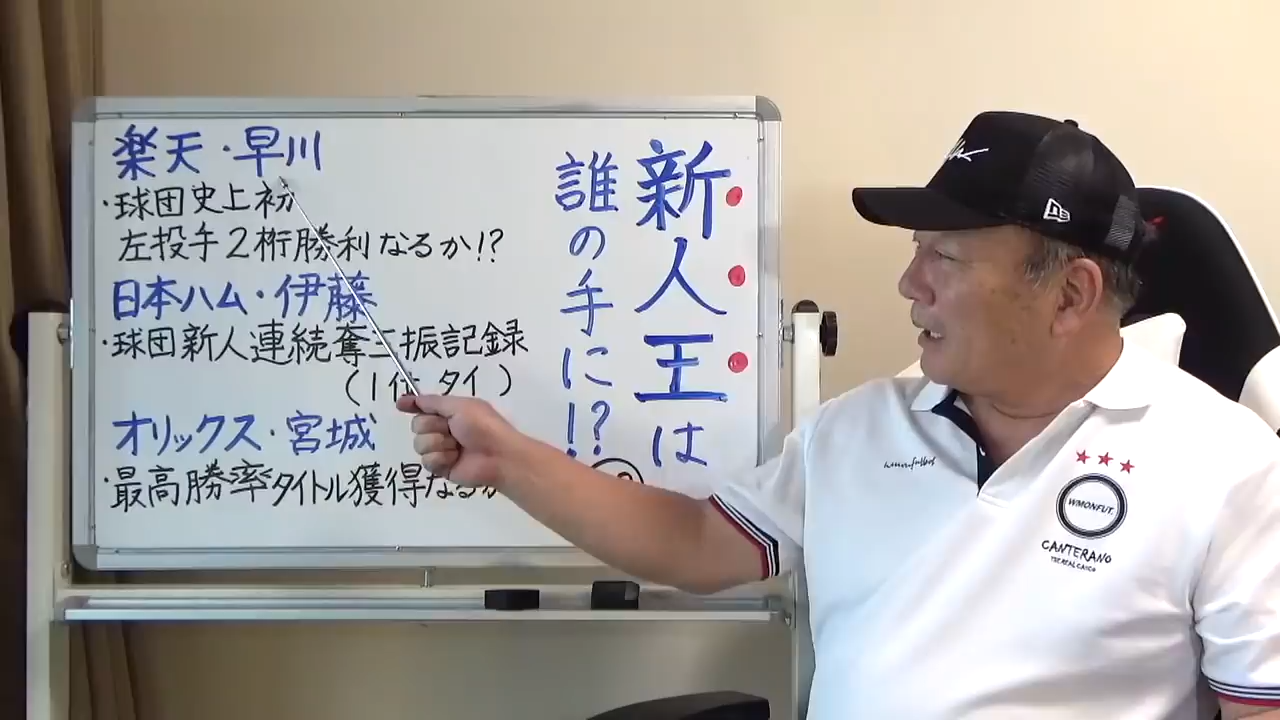 新人王は
誰の手に!?
楽天・早川
・球団史上初
左投手2桁勝利なるか!?
日本ハム・伊藤
・球団新人連続奪三振記録
(1位タイ)
オリックス・宮城
・最高勝率タイトル獲得なるか
WMONFUT.
CANTERANO